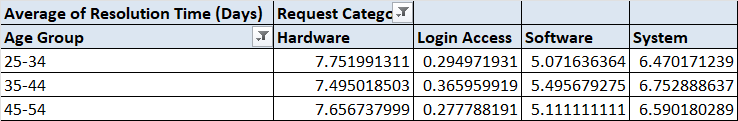 Average of Resolution Time (Days) Request Catego
Age Group Hardware Login Access Software System
25-34 7.751991311 0.294971931 5.071636364 6.470171239
35-44 7.495018503 0.365959919 5.495679275 6.752888637
45-54 7.656737999 0.277788191 5.111111111 6.590180289